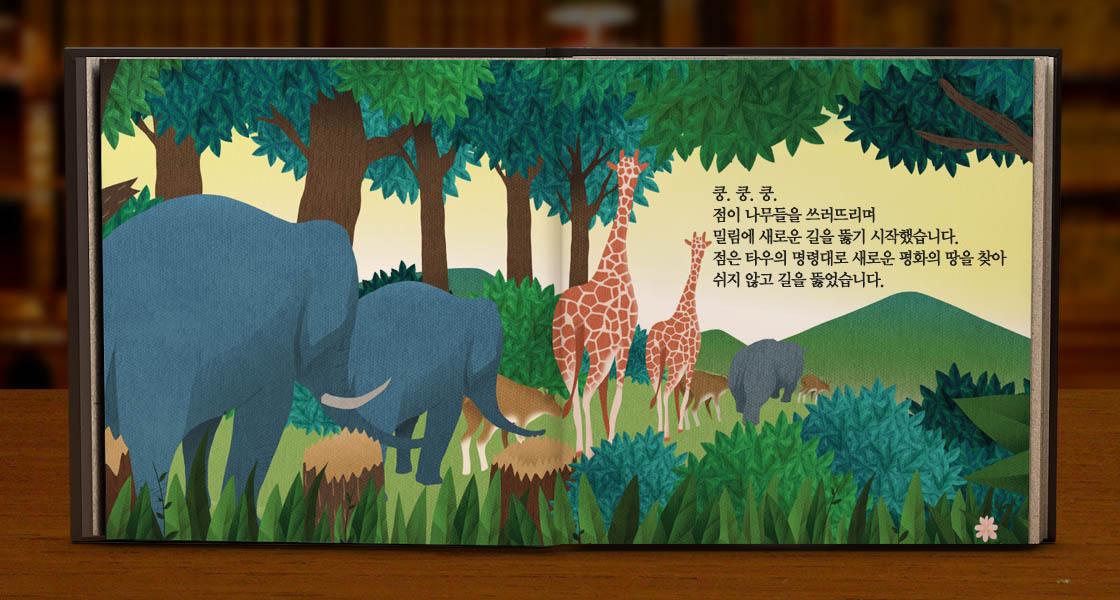 쿵. 쿵. 쿵.
점이 나무들을 쓰러뜨리며
밀림에 새로운 길을 뚫기 시작했습니다.
점은 타우의 명령대로 새로운 평화의 땅을 찾아
쉬지 않고 길을 뚫었습니다.